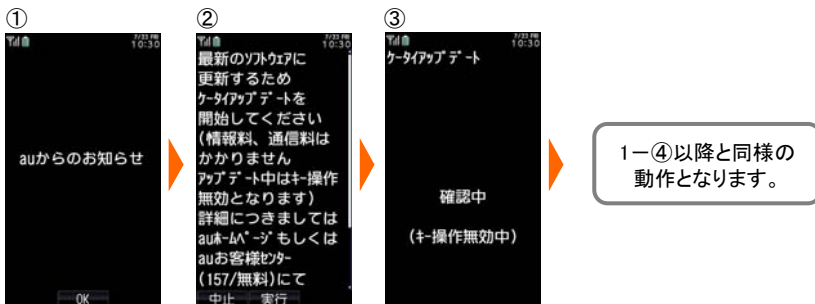 ①
7/23 FRI
10:30
auからのお知らせ
OK
②
7/23 FRI
10:30
最新のｿﾌﾄｳｪｱに
更新するため
ｹｰﾀｲｱｯﾌﾟﾃﾞｰﾄを
開始してください
(情報料、通信料は
かかりません
ｱｯﾌﾟﾃﾞｰﾄ中はｷｰ操作
無効となります)
詳細につきましては
auﾎｰﾑﾍﾟｰｼﾞもしくは
auお客様ｾﾝﾀｰ
(157/無料)にて
中止 実行
③
7/23 FRI
10:30
ｹｰﾀｲｱｯﾌﾟﾃﾞｰﾄ
確認中
(ｷｰ操作無効中)
1－④以降と同様の
動作となります。